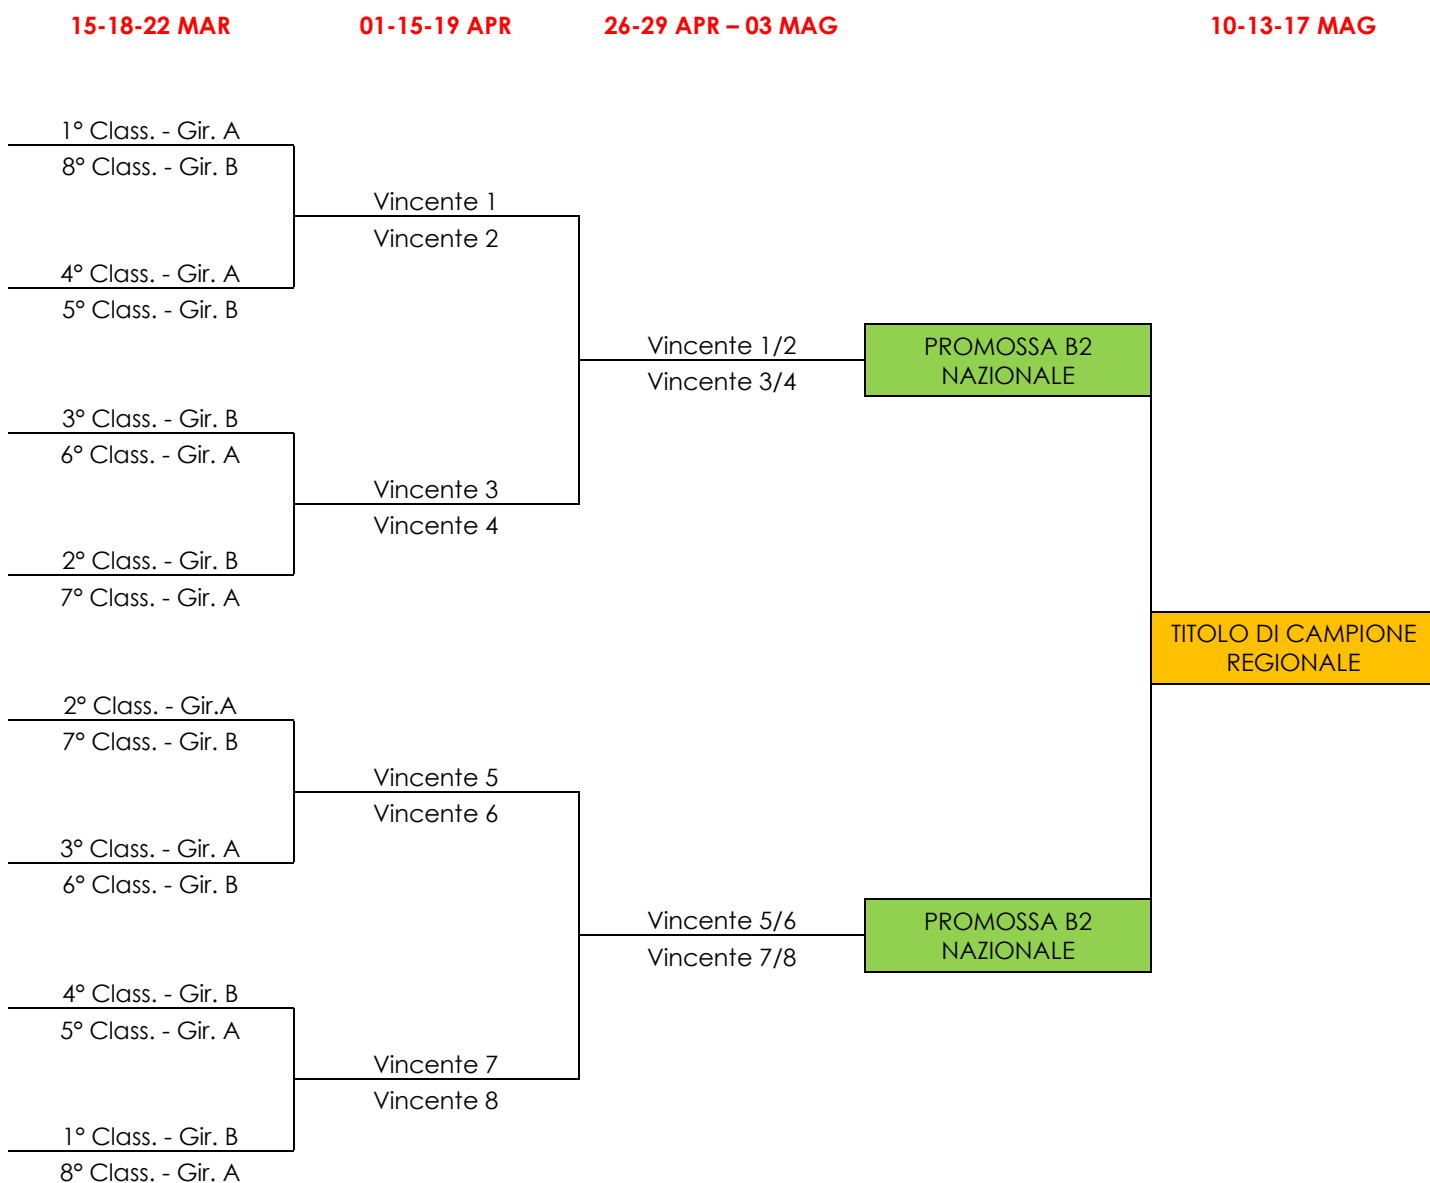 15-18-22 MAR
01-15-19 APR
26-29 APR – 03 MAG
10-13-17 MAG
1° Class. - Gir. A
8° Class. - Gir. B
Vincente 1
Vincente 2
4° Class. - Gir. A
5° Class. - Gir. B
Vincente 1/2
Vincente 3/4
PROMOSSA B2
NAZIONALE
3° Class. - Gir. B
6° Class. - Gir. A
Vincente 3
Vincente 4
2° Class. - Gir. B
7° Class. - Gir. A
TITOLO DI CAMPIONE
REGIONALE
2° Class. - Gir.A
7° Class. - Gir. B
Vincente 5
Vincente 6
3° Class. - Gir. A
6° Class. - Gir. B
Vincente 5/6
Vincente 7/8
PROMOSSA B2
NAZIONALE
4° Class. - Gir. B
5° Class. - Gir. A
Vincente 7
Vincente 8
1° Class. - Gir. B
8° Class. - Gir. A